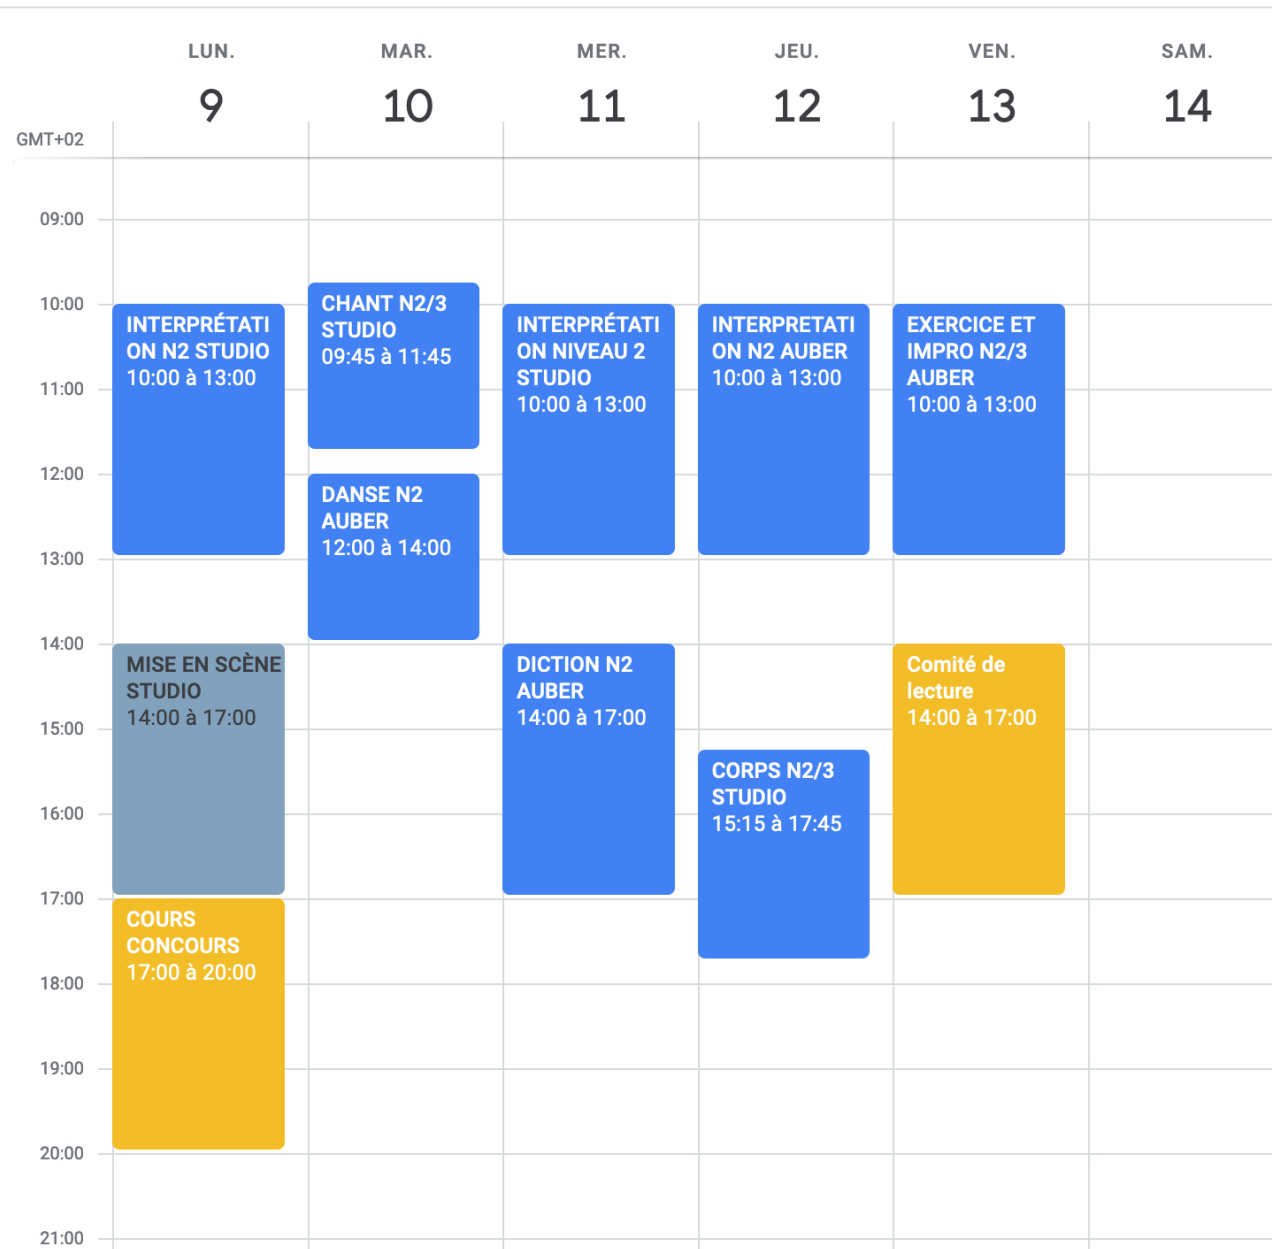 LUN.
MAR.
MER.
JEU.
VEN.
SAM.
9
10
11
12
13
14
GMT+02
09:00
10:00
11:00
12:00
13:00
14:00
15:00
16:00
17:00
18:00
19:00
20:00
21:00
INTERPRÉTATI
ON N2 STUDIO
10:00 à 13:00
MISE EN SCÈNE
STUDIO
14:00 à 17:00
COURS
CONCOURS
17:00 à 20:00
CHANT N2/3
STUDIO
09:45 à 11:45
DANSE N2
AUBER
12:00 à 14:00
INTERPRÉTATI
ON NIVEAU 2
STUDIO
10:00 à 13:00
DICTION N2
AUBER
14:00 à 17:00
INTERPRETATI
ON N2 AUBER
10:00 à 13:00
CORPS N2/3
STUDIO
15:15 à 17:45
EXERCICE ET
IMPRO N2/3
AUBER
10:00 à 13:00
Comité de
lecture
14:00 à 17:00